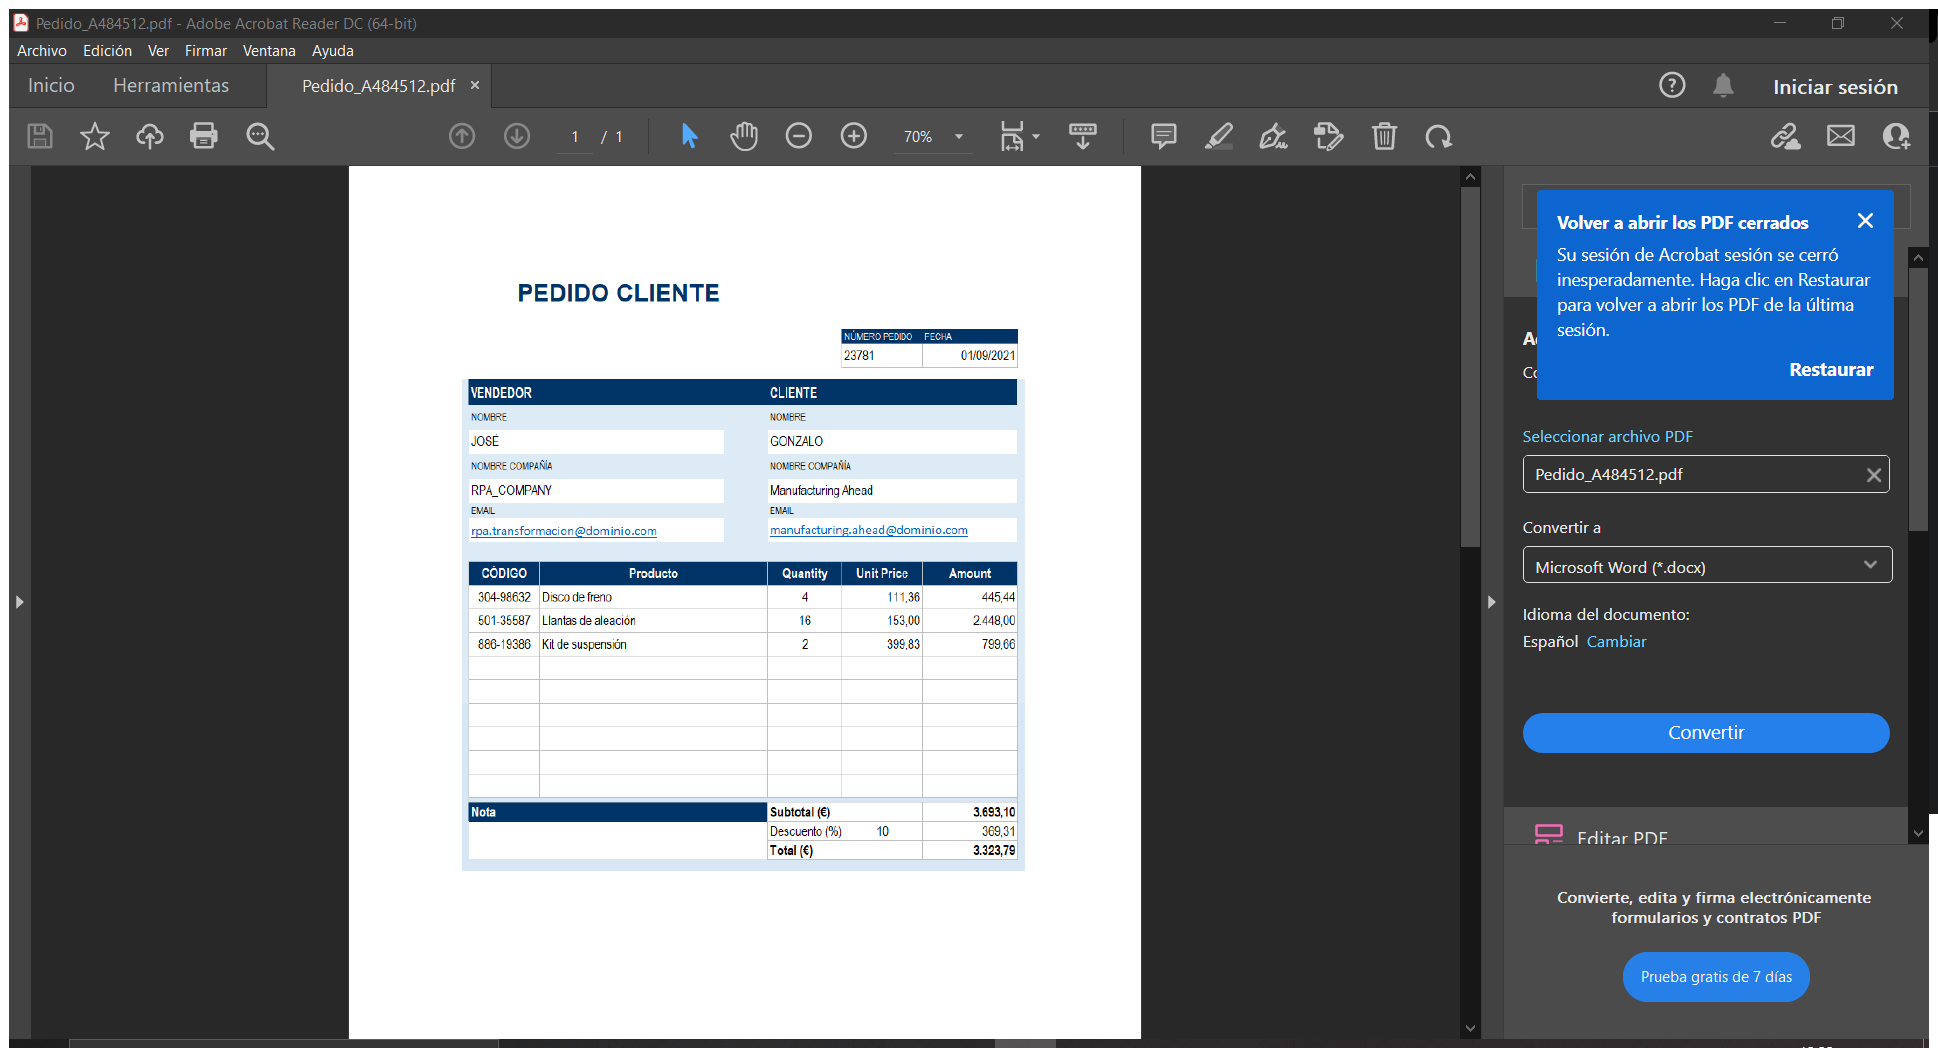 Pedido_A484512.pdf - Adobe Acrobat Reader DC (64-bit)
Archivo Edición Ver Firmar Ventana Ayuda
Inicio Herramientas Pedido_A484512.pdf × Iniciar sesión
1 / 1 70%
PEDIDO CLIENTE
NÚMERO PEDIDO FECHA
23781 01/09/2021
VENDEDOR CLIENTE
NOMBRE NOMBRE
JOSÉ GONZALO
NOMBRE COMPAÑÍA NOMBRE COMPAÑÍA
RPA_COMPANY Manufacturing Ahead
EMAIL EMAIL
rpa.transformacion@dominio.com manufacturing.ahead@dominio.com
CÓDIGO Producto Quantity Unit Price Amount
304-98632 Disco de freno 4 111,36 445,44
501-35587 Llantas de aleación 16 153,00 2.448,00
886-19386 Kit de suspensión 2 399,83 799,66
Nota Subtotal (€) 3.693,10
Descuento (%) 10 369,31
Total (€) 3.323,79
Volver a abrir los PDF cerrados
Su sesión de Acrobat sesión se cerró
inesperadamente. Haga clic en Restaurar
para volver a abrir los PDF de la última
sesión.
Restaurar
Seleccionar archivo PDF
Pedido_A484512.pdf
Convertir a
Microsoft Word (*.docx)
Idioma del documento:
Español Cambiar
Convertir
Editar PDF
Convierte, edita y firma electrónicamente
formularios y contratos PDF
Prueba gratis de 7 días